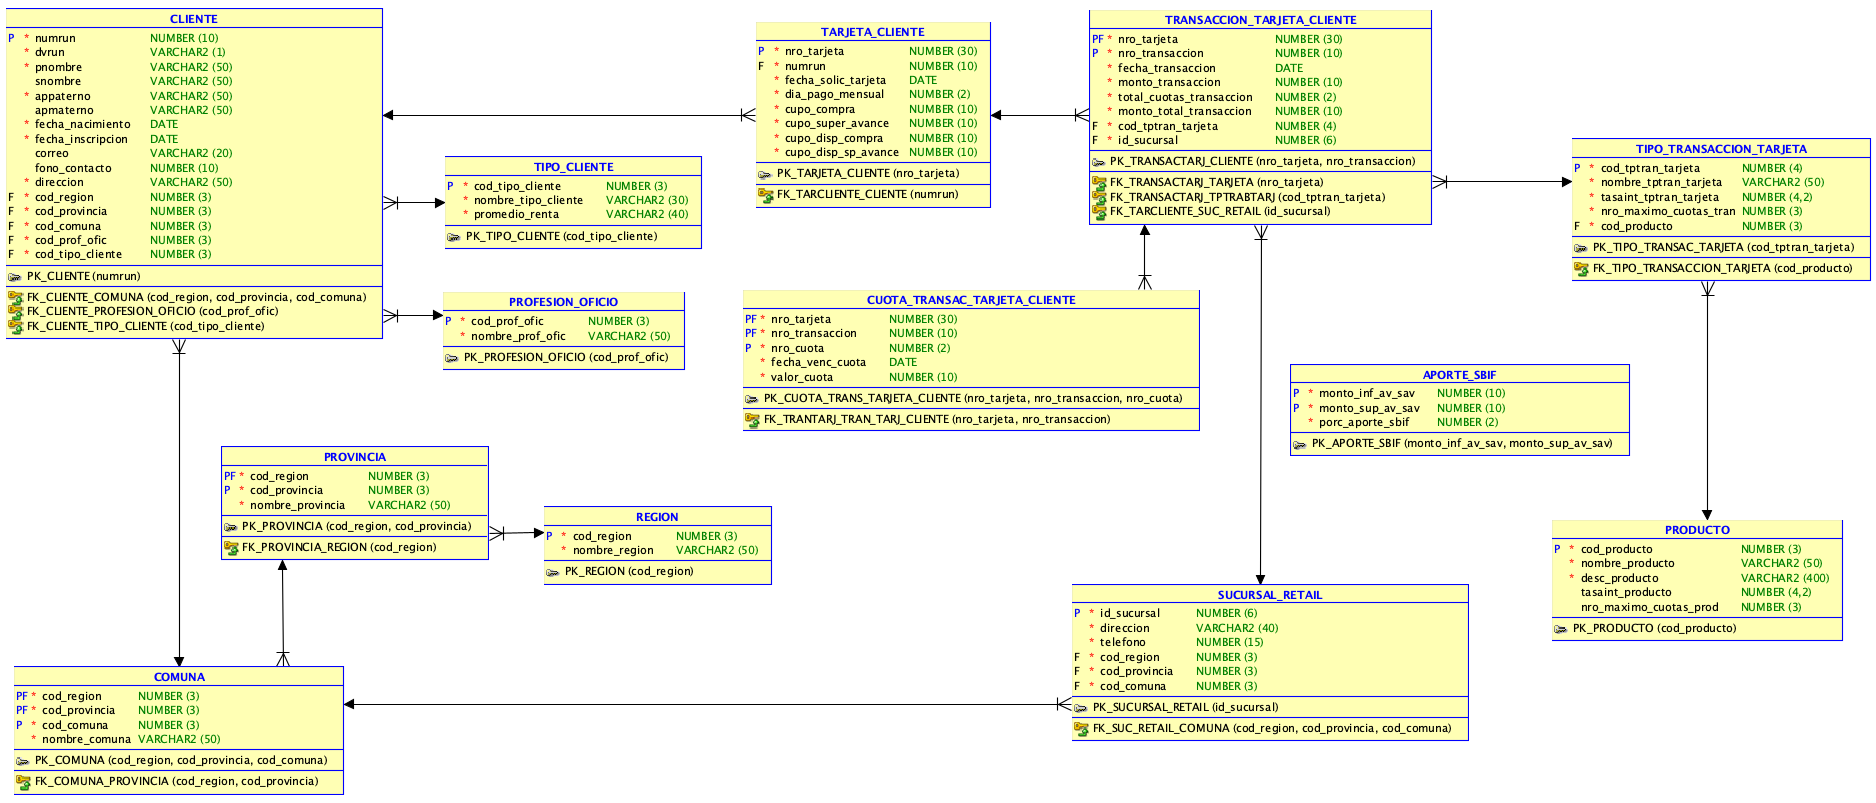 CLIENTE
P * numrun NUMBER (10)
* dvrun VARCHAR2 (1)
* pnombre VARCHAR2 (50)
snombre VARCHAR2 (50)
* appaterno VARCHAR2 (50)
apmaterno VARCHAR2 (50)
* fecha_nacimiento DATE
* fecha_inscripcion DATE
correo VARCHAR2 (20)
fono_contacto NUMBER (10)
* direccion VARCHAR2 (50)
F * cod_region NUMBER (3)
F * cod_provincia NUMBER (3)
F * cod_comuna NUMBER (3)
F * cod_prof_ofic NUMBER (3)
F * cod_tipo_cliente NUMBER (3)
PK_CLIENTE (numrun)
FK_CLIENTE_COMUNA (cod_region, cod_provincia, cod_comuna)
FK_CLIENTE_PROFESION_OFICIO (cod_prof_ofic)
FK_CLIENTE_TIPO_CLIENTE (cod_tipo_cliente)
TIPO_CLIENTE
P * cod_tipo_cliente NUMBER (3)
* nombre_tipo_cliente VARCHAR2 (30)
* promedio_renta VARCHAR2 (40)
PK_TIPO_CLIENTE (cod_tipo_cliente)
PROFESION_OFICIO
P * cod_prof_ofic NUMBER (3)
* nombre_prof_ofic VARCHAR2 (50)
PK_PROFESION_OFICIO (cod_prof_ofic)
TARJETA_CLIENTE
P * nro_tarjeta NUMBER (30)
F * numrun NUMBER (10)
* fecha_solic_tarjeta DATE
* dia_pago_mensual NUMBER (2)
* cupo_compra NUMBER (10)
* cupo_super_avance NUMBER (10)
* cupo_disp_compra NUMBER (10)
* cupo_disp_sp_avance NUMBER (10)
PK_TARJETA_CLIENTE (nro_tarjeta)
FK_TARCLIENTE_CLIENTE (numrun)
TRANSACCION_TARJETA_CLIENTE
PF * nro_tarjeta NUMBER (30)
P * nro_transaccion NUMBER (10)
* fecha_transaccion DATE
* monto_transaccion NUMBER (10)
* total_cuotas_transaccion NUMBER (2)
* monto_total_transaccion NUMBER (10)
F * cod_tptran_tarjeta NUMBER (4)
F * id_sucursal NUMBER (6)
PK_TRANSACTARJ_CLIENTE (nro_tarjeta, nro_transaccion)
FK_TRANSACTARJ_TARJETA (nro_tarjeta)
FK_TRANSACTARJ_TPTRABTARJ (cod_tptran_tarjeta)
FK_TARCLIENTE_SUC_RETAIL (id_sucursal)
TIPO_TRANSACCION_TARJETA
P * cod_tptran_tarjeta NUMBER (4)
* nombre_tptran_tarjeta VARCHAR2 (50)
* tasaint_tptran_tarjeta NUMBER (4,2)
* nro_maximo_cuotas_tran NUMBER (3)
F * cod_producto NUMBER (3)
PK_TIPO_TRANSAC_TARJETA (cod_tptran_tarjeta)
FK_TIPO_TRANSACCION_TARJETA (cod_producto)
CUOTA_TRANSAC_TARJETA_CLIENTE
PF * nro_tarjeta NUMBER (30)
PF * nro_transaccion NUMBER (10)
P * nro_cuota NUMBER (2)
* fecha_venc_cuota DATE
* valor_cuota NUMBER (10)
PK_CUOTA_TRANS_TARJETA_CLIENTE (nro_tarjeta, nro_transaccion, nro_cuota)
FK_TRANTARJ_TRAN_TARJ_CLIENTE (nro_tarjeta, nro_transaccion)
APORTE_SBIF
P * monto_inf_av_sav NUMBER (10)
P * monto_sup_av_sav NUMBER (10)
* porc_aporte_sbif NUMBER (2)
PK_APORTE_SBIF (monto_inf_av_sav, monto_sup_av_sav)
PROVINCIA
PF * cod_region NUMBER (3)
P * cod_provincia NUMBER (3)
* nombre_provincia VARCHAR2 (50)
PK_PROVINCIA (cod_region, cod_provincia)
FK_PROVINCIA_REGION (cod_region)
REGION
P * cod_region NUMBER (3)
* nombre_region VARCHAR2 (50)
PK_REGION (cod_region)
PRODUCTO
P * cod_producto NUMBER (3)
* nombre_producto VARCHAR2 (50)
* desc_producto VARCHAR2 (400)
tasaint_producto NUMBER (4,2)
nro_maximo_cuotas_prod NUMBER (3)
PK_PRODUCTO (cod_producto)
SUCURSAL_RETAIL
P * id_sucursal NUMBER (6)
* direccion VARCHAR2 (40)
* telefono NUMBER (15)
F * cod_region NUMBER (3)
F * cod_provincia NUMBER (3)
F * cod_comuna NUMBER (3)
PK_SUCURSAL_RETAIL (id_sucursal)
FK_SUC_RETAIL_COMUNA (cod_region, cod_provincia, cod_comuna)
COMUNA
PF * cod_region NUMBER (3)
PF * cod_provincia NUMBER (3)
P * cod_comuna NUMBER (3)
* nombre_comuna VARCHAR2 (50)
PK_COMUNA (cod_region, cod_provincia, cod_comuna)
FK_COMUNA_PROVINCIA (cod_region, cod_provincia)